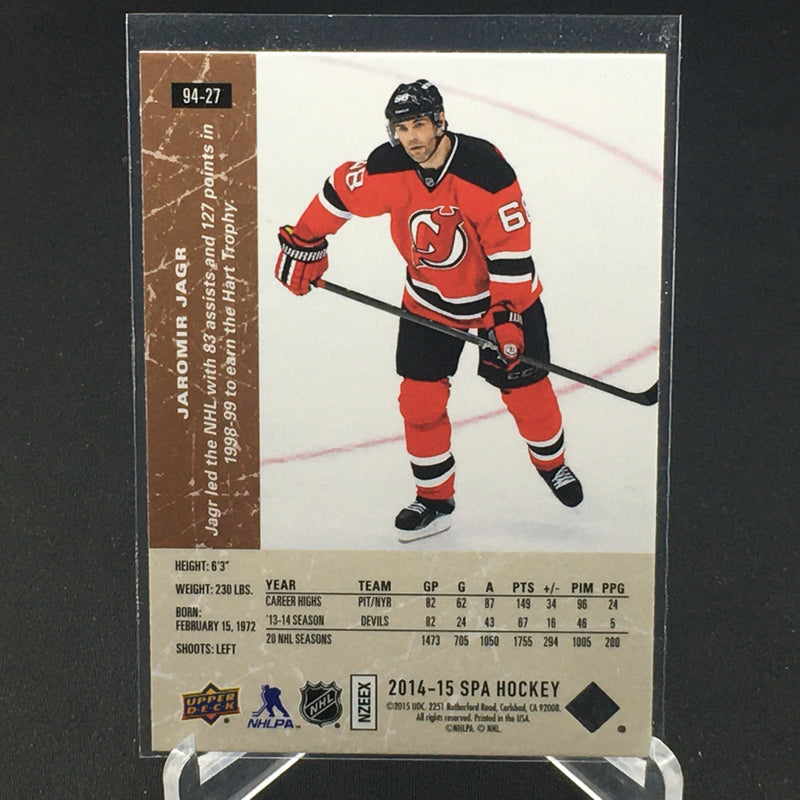 94-27
JAROMIR JAGR
Jagr led the NHL with 83 assists and 127 points in
1998-99 to earn the Hart Trophy.
68
68
6
HEIGHT: 6'3"
WEIGHT: 230 LBS.
BORN:
FEBRUARY 15, 1972
SHOOTS: LEFT
YEAR TEAM GP G A PTS +/- PIM PPG
CAREER HIGHS PIT/NYR 82 62 87 149 34 96 24
'13-14 SEASON DEVILS 82 24 43 67 16 46 5
20 NHL SEASONS 1473 705 1050 1755 294 1005 200
UPPER DECK
NHLPA
NHL
NZEEX
2014-15 SPA HOCKEY
©2015 UDC. 2251 Rutherford Road, Carlsbad, CA 92008.
All rights reserved. Printed in the USA.
©NHLPA. © NHL.